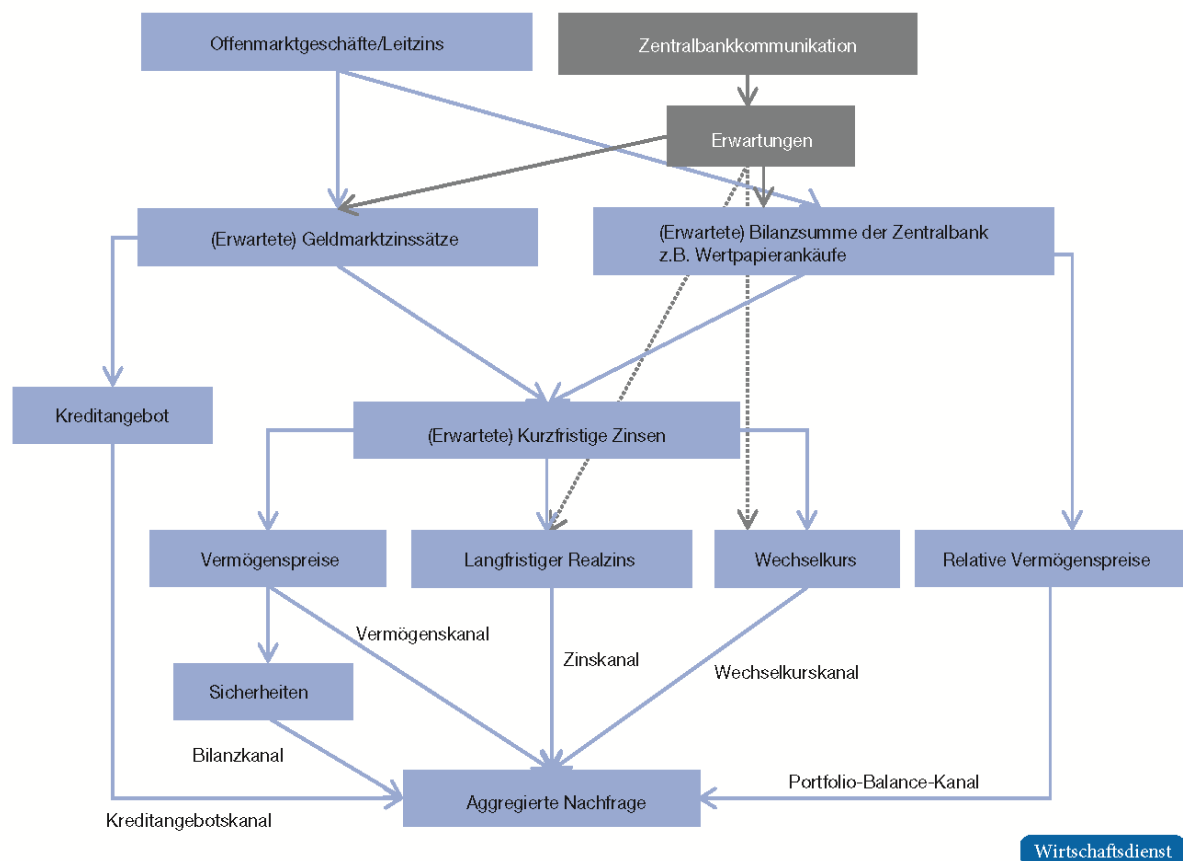 Offenmarktgeschäfte/Leitzins
Zentralbankkommunikation
Erwartungen
(Erwartete) Geldmarktzinssätze
(Erwartete) Bilanzsumme der Zentralbank
z.B. Wertpapierankäufe
Kreditangebot
(Erwartete) Kurzfristige Zinsen
Vermögenspreise
Langfristiger Realzins
Wechselkurs
Relative Vermögenspreise
Vermögenskanal
Zinskanal
Wechselkurskanal
Sicherheiten
Bilanzkanal
Portfolio-Balance-Kanal
Aggregierte Nachfrage
Kreditangebotskanal
Wirtschaftsdienst